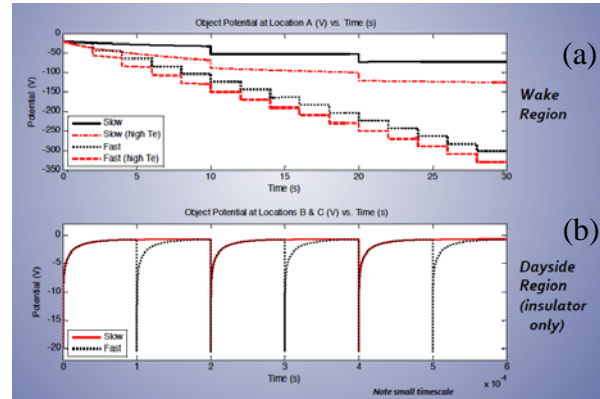 Object Potential at Location A (V) vs. Time (s)
0
-50
-100
-150
-200
-250
-300
-350
Potential (V)
Slow
Slow (high Te)
Fast
Fast (high Te)
0
5
10
15
20
25
30
Time (s)
(a)
Wake
Region
Object Potential at Locations B & C (V) vs. Time (s)
0
-5
-10
-15
-20
Potential (V)
Slow
Fast
0
1
2
3
4
5
6
Time (s)
x 10⁻⁴
Note small timescale
(b)
Dayside
Region
(insulator
only)